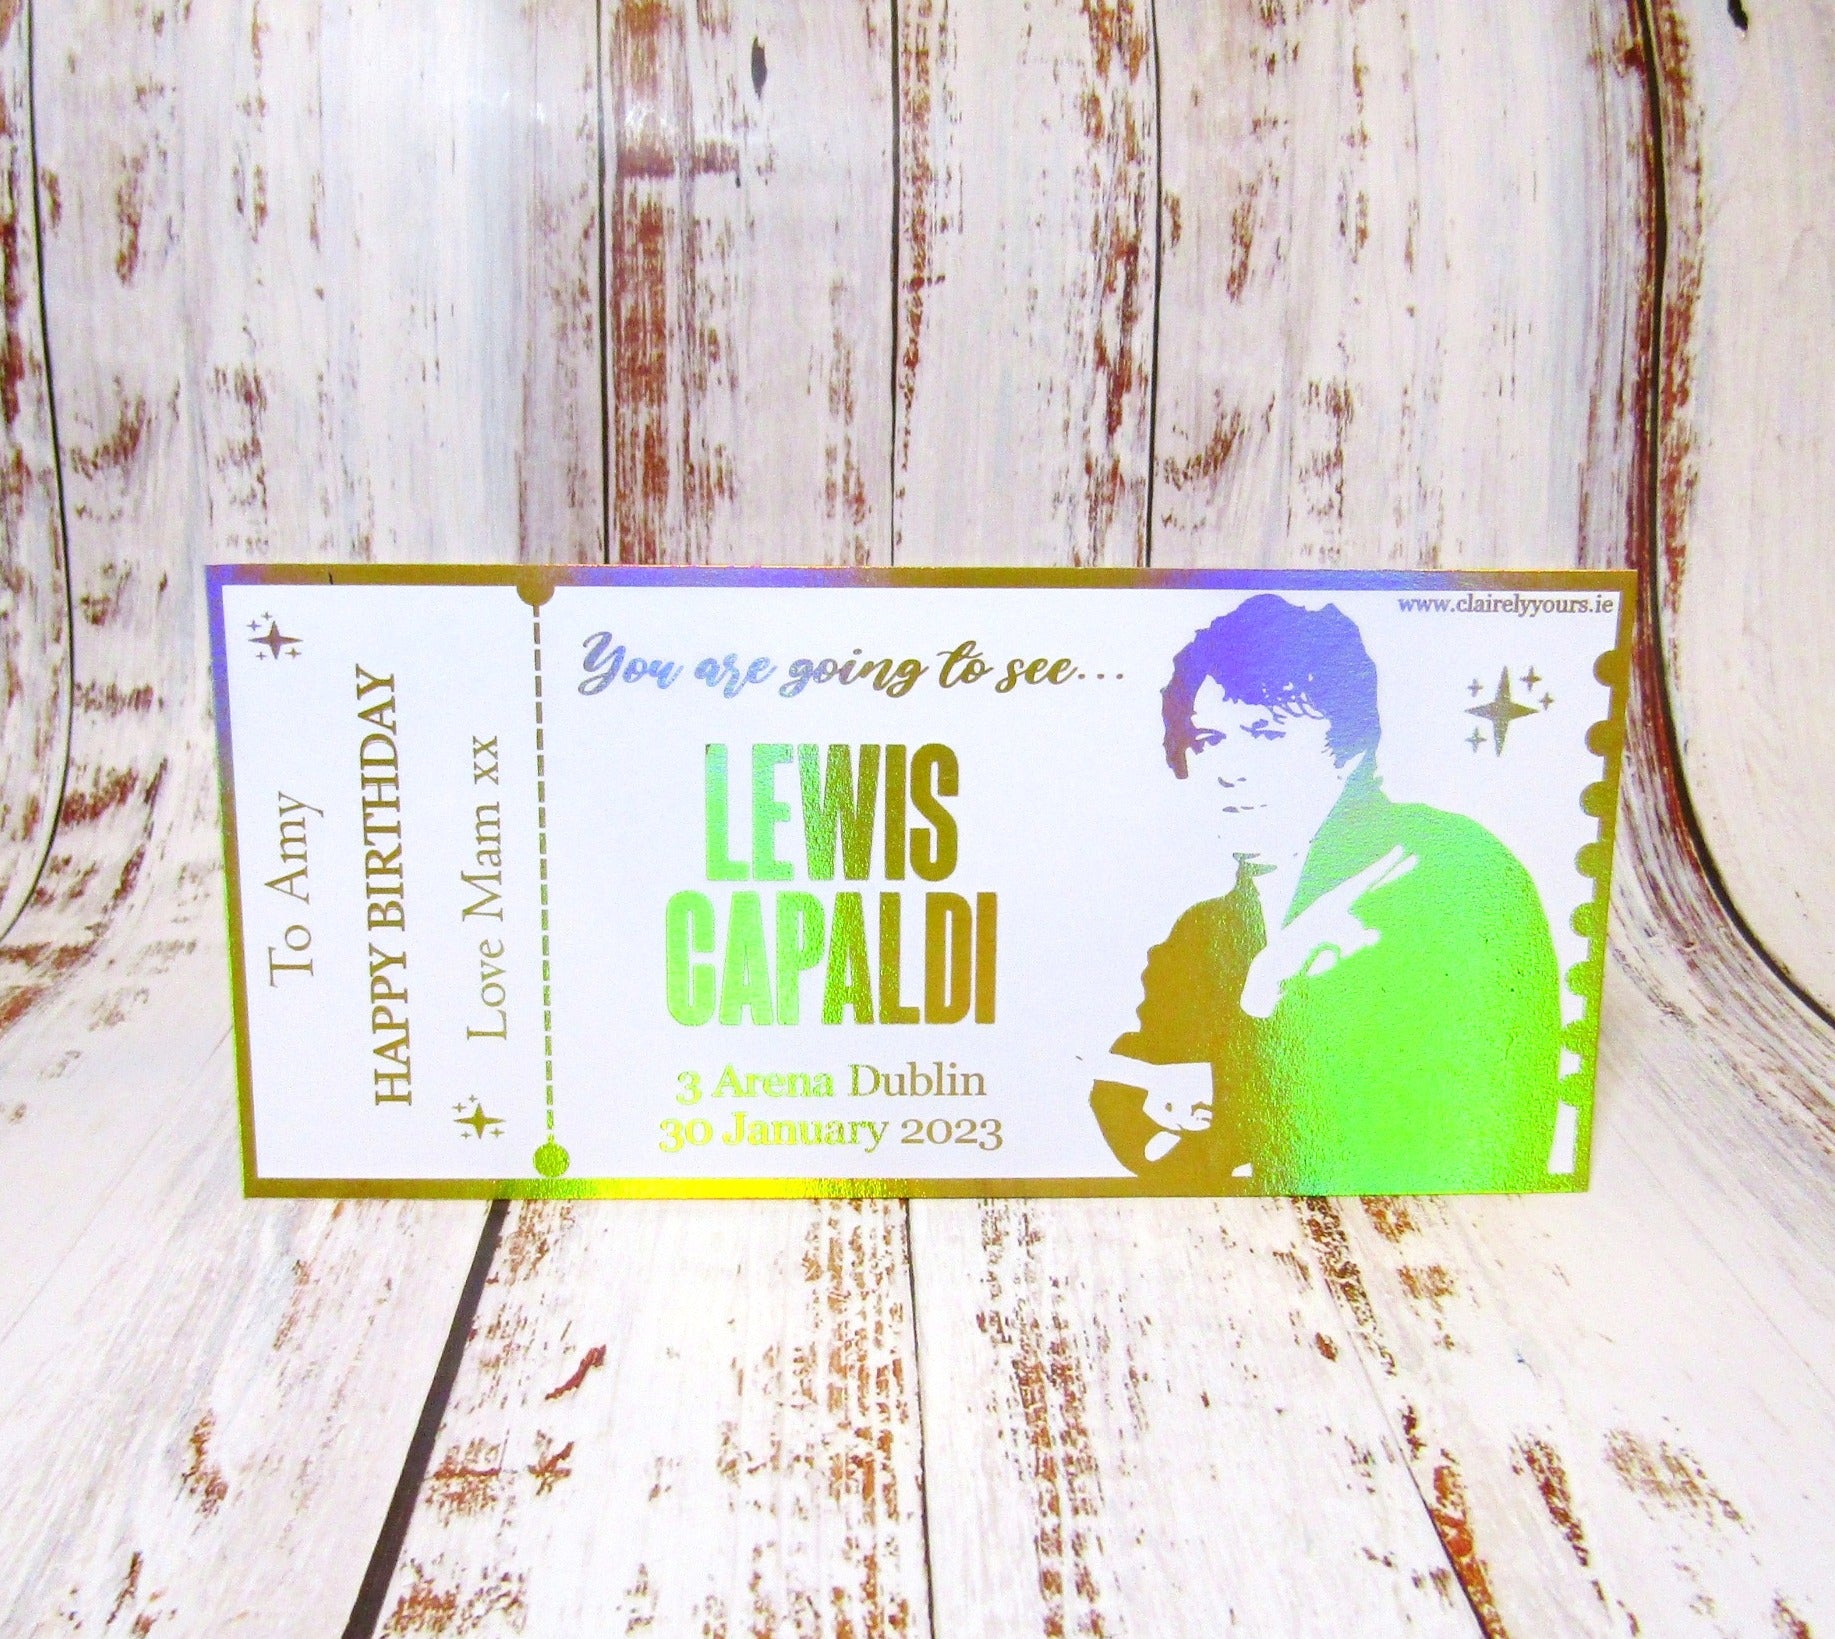 To Amy
HAPPY BIRTHDAY
Love Mam xx
You are going to see...
LEWIS
CAPALDI
3 Arena Dublin
30 January 2023
www.clairelyyours.ie